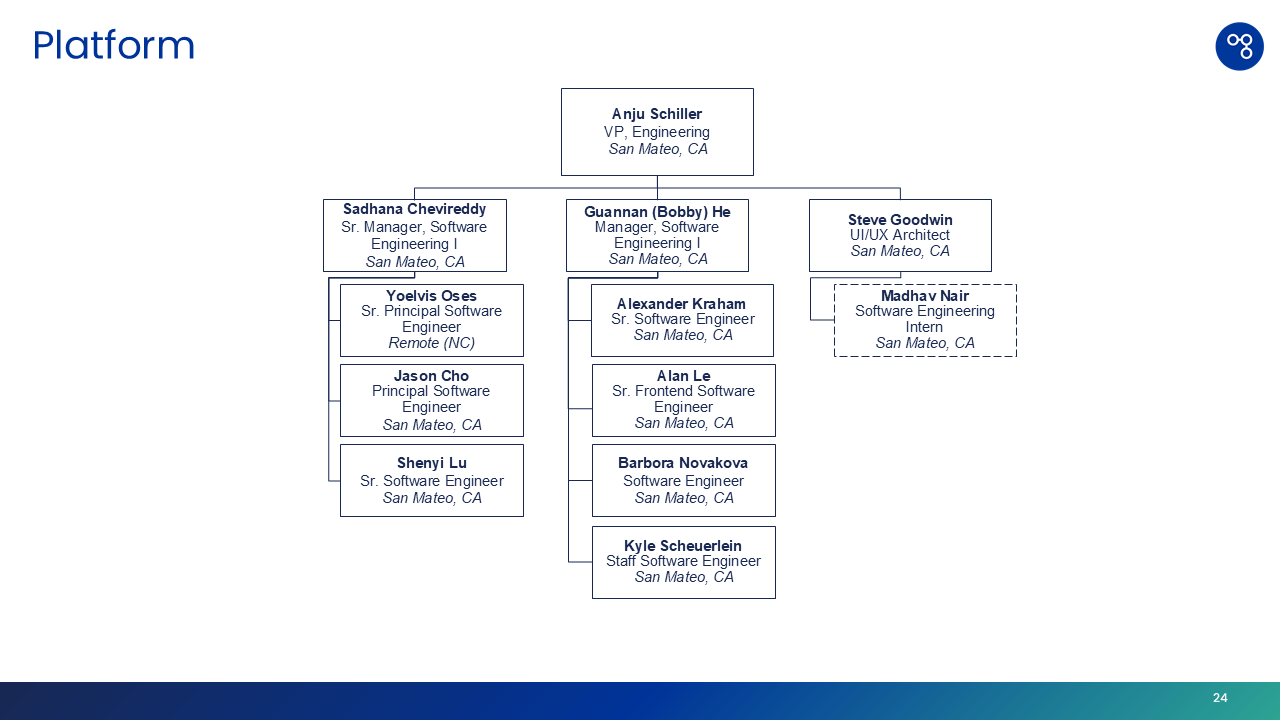 Platform
Anju Schiller
VP, Engineering
San Mateo, CA
Sadhana Chevireddy
Sr. Manager, Software
Engineering I
San Mateo, CA
Guannan (Bobby) He
Manager, Software
Engineering I
San Mateo, CA
Steve Goodwin
UI/UX Architect
San Mateo, CA
Yoelvis Oses
Sr. Principal Software
Engineer
Remote (NC)
Jason Cho
Principal Software
Engineer
San Mateo, CA
Shenyi Lu
Sr. Software Engineer
San Mateo, CA
Alexander Kraham
Sr. Software Engineer
San Mateo, CA
Alan Le
Sr. Frontend Software
Engineer
San Mateo, CA
Barbora Novakova
Software Engineer
San Mateo, CA
Kyle Scheuerlein
Staff Software Engineer
San Mateo, CA
Madhav Nair
Software Engineering
Intern
San Mateo, CA
24